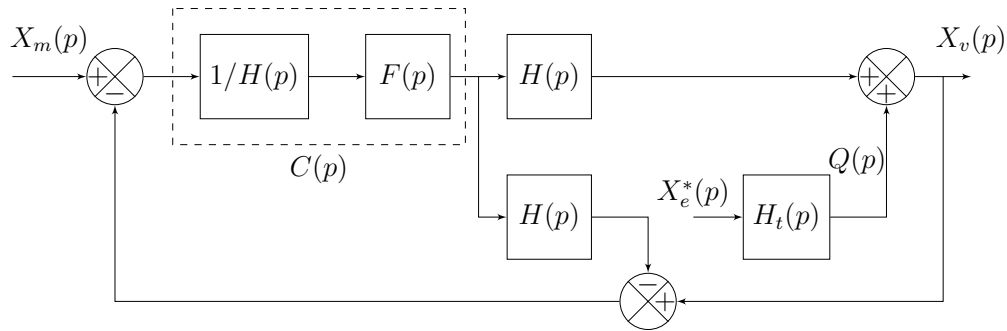 X_m(p)
+
−
1/H(p)
F(p)
C(p)
H(p)
+
+
X_v(p)
H(p)
X_e^*(p)
H_t(p)
Q(p)
−
+